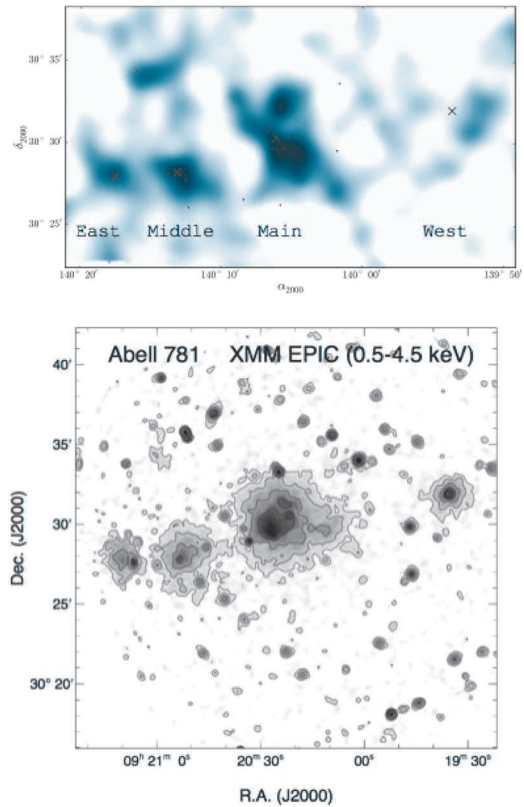 30° 35′
30° 30′
30° 25′
δ2000
East Middle Main West
140° 20′ 140° 10′ 140° 00′ 139° 50′
α2000
Abell 781 XMM EPIC (0.5-4.5 keV)
40′
35′
30′
25′
30° 20′
Dec. (J2000)
09ʰ 21ᵐ 0ˢ 20ᵐ 30ˢ 00ˢ 19ᵐ 30ˢ
R.A. (J2000)